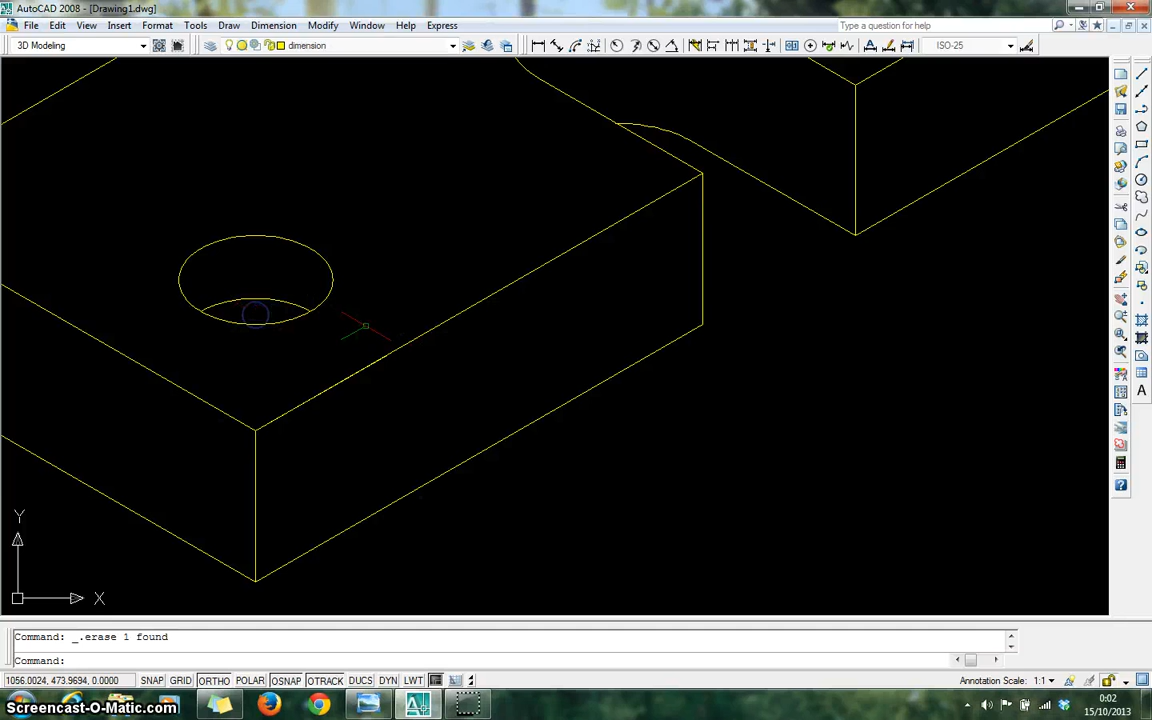 AutoCAD 2008 - [Drawing1.dwg]
File Edit View Insert Format Tools Draw Dimension Modify Window Help Express
Type a question for help
3D Modeling
dimension
ISO-25
A
Y
X
Command: _.erase 1 found
Command:
1056.0024, 473.9694, 0.0000 SNAP GRID ORTHO POLAR OSNAP OTRACK DUCS DYN LWT
Annotation Scale: 1:1
0:02
Screencast-O-Matic.com
15/10/2013